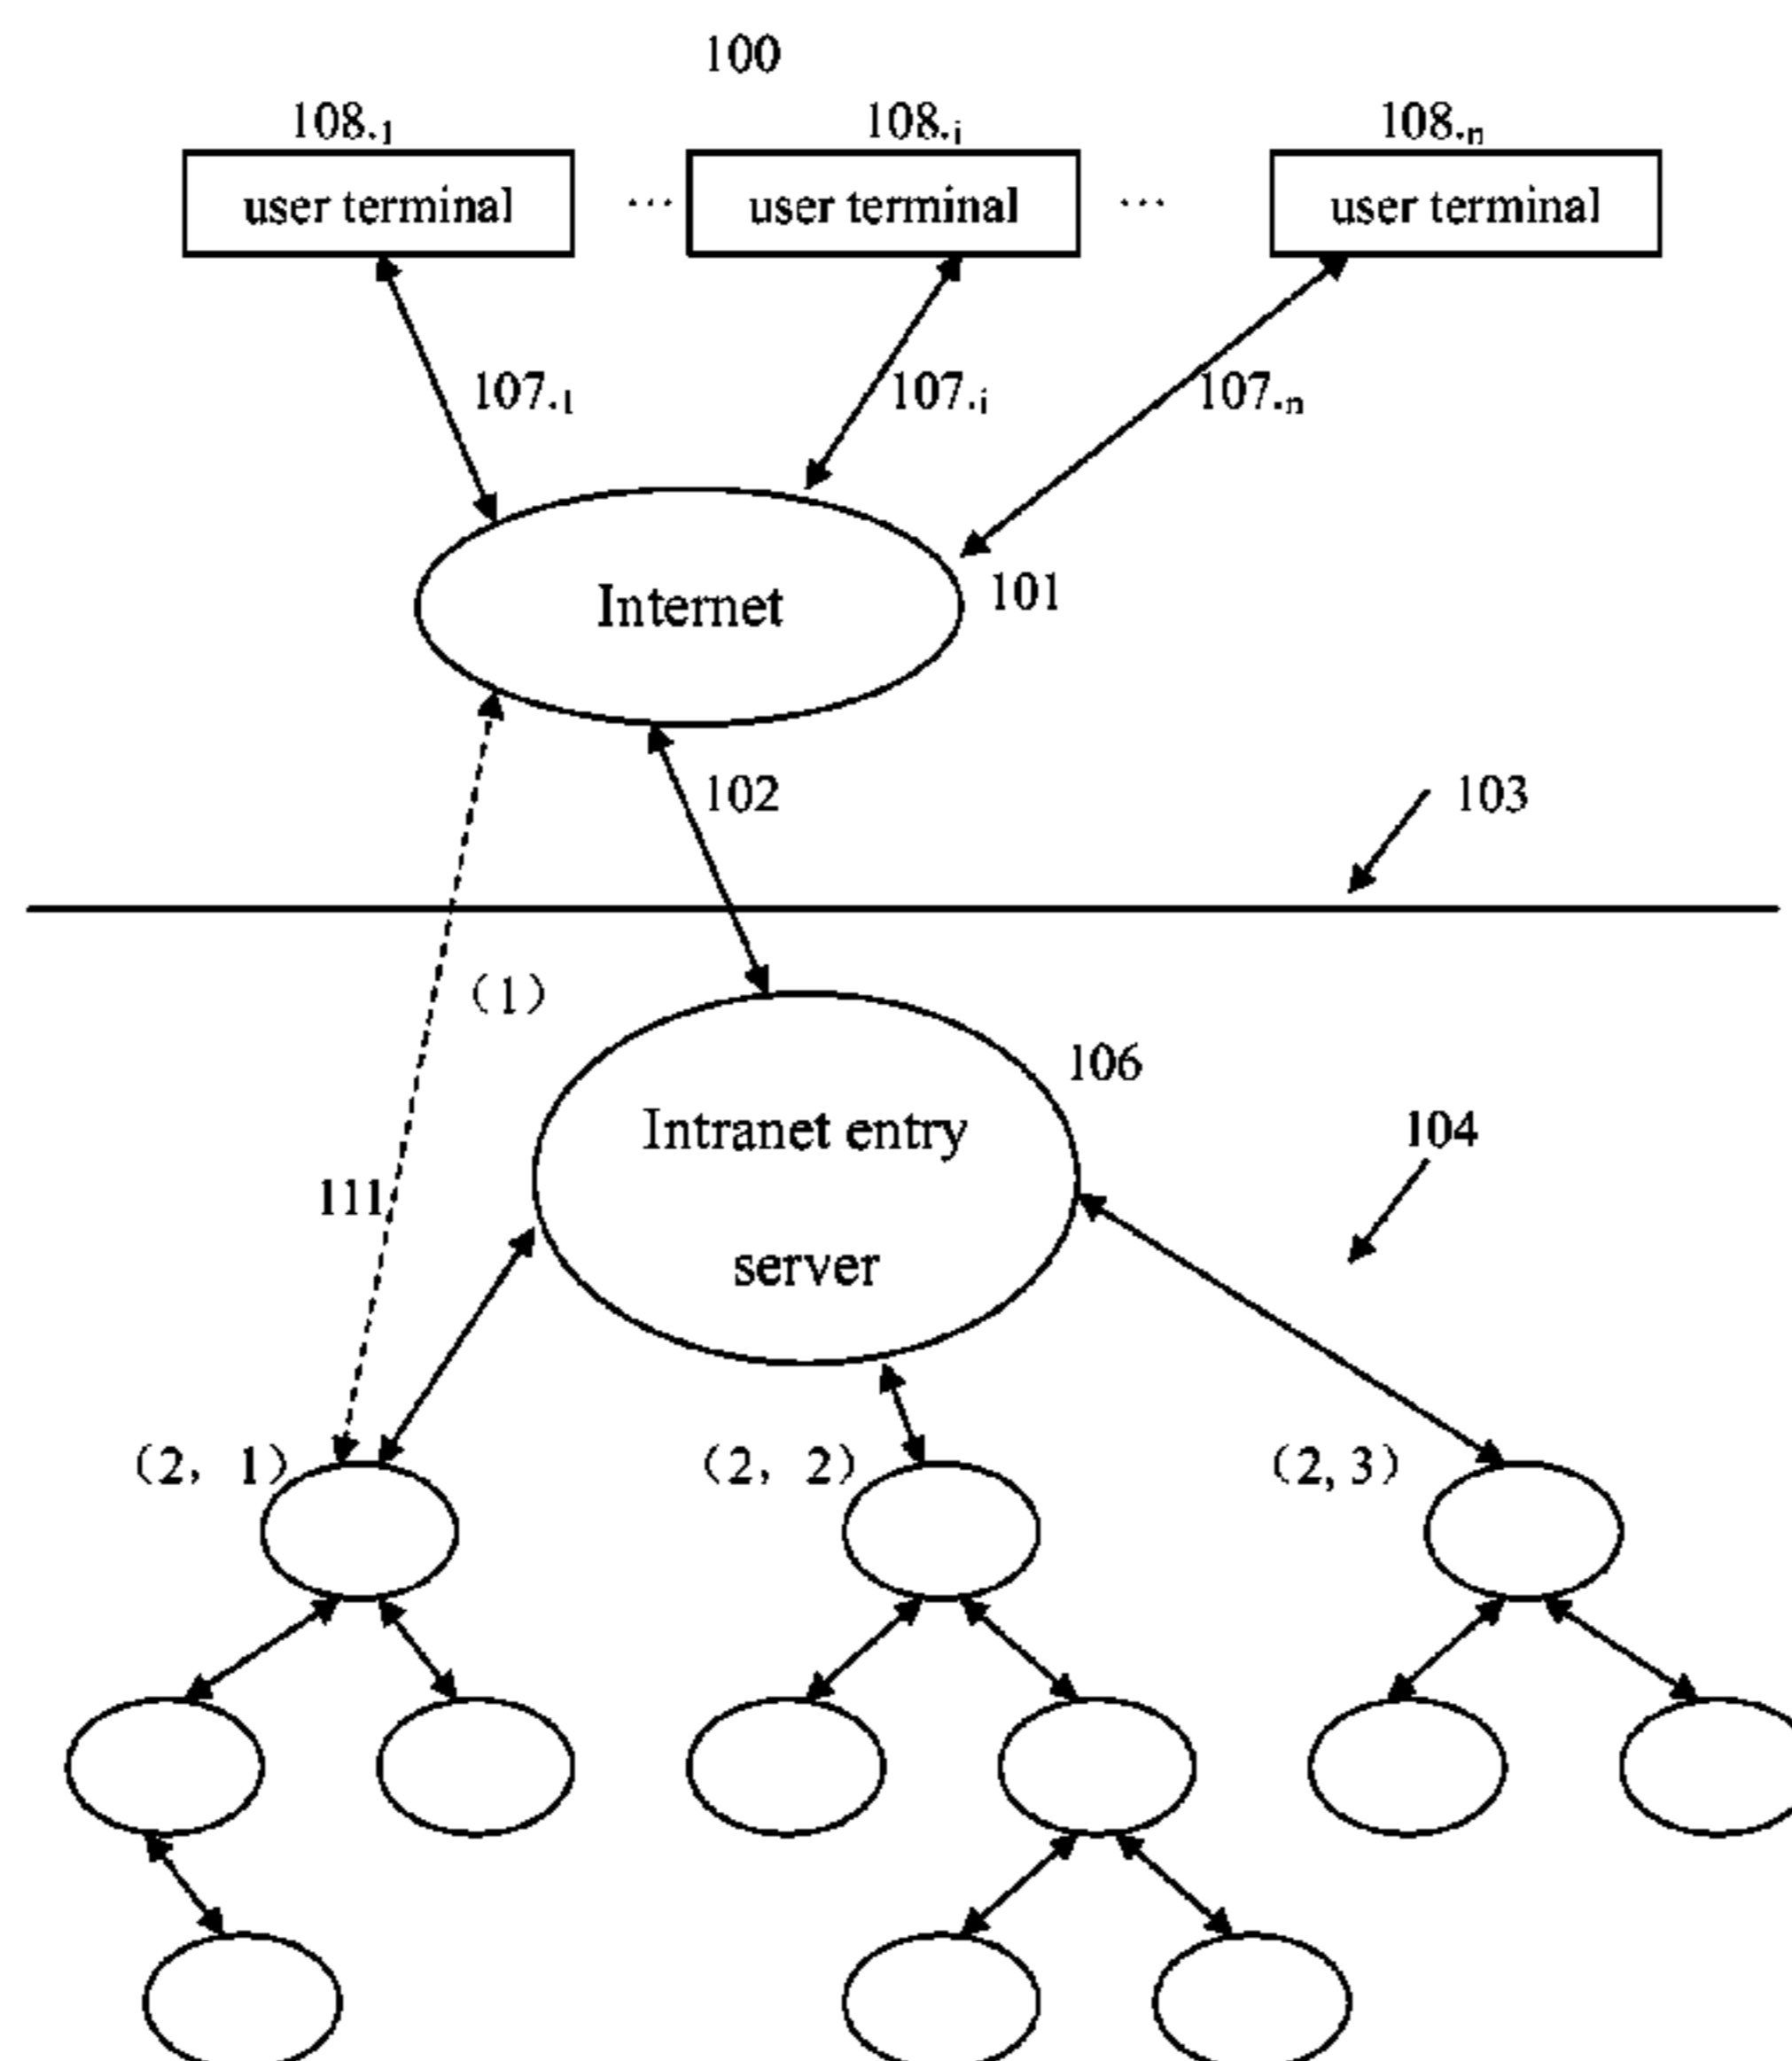 100
108.1 108.i 108.n
user terminal ... user terminal ... user terminal
107.1 107.i 107.n
Internet 101
102 103
(1)
106
Intranet entry
104
111
server
(2, 1) (2, 2) (2,3)